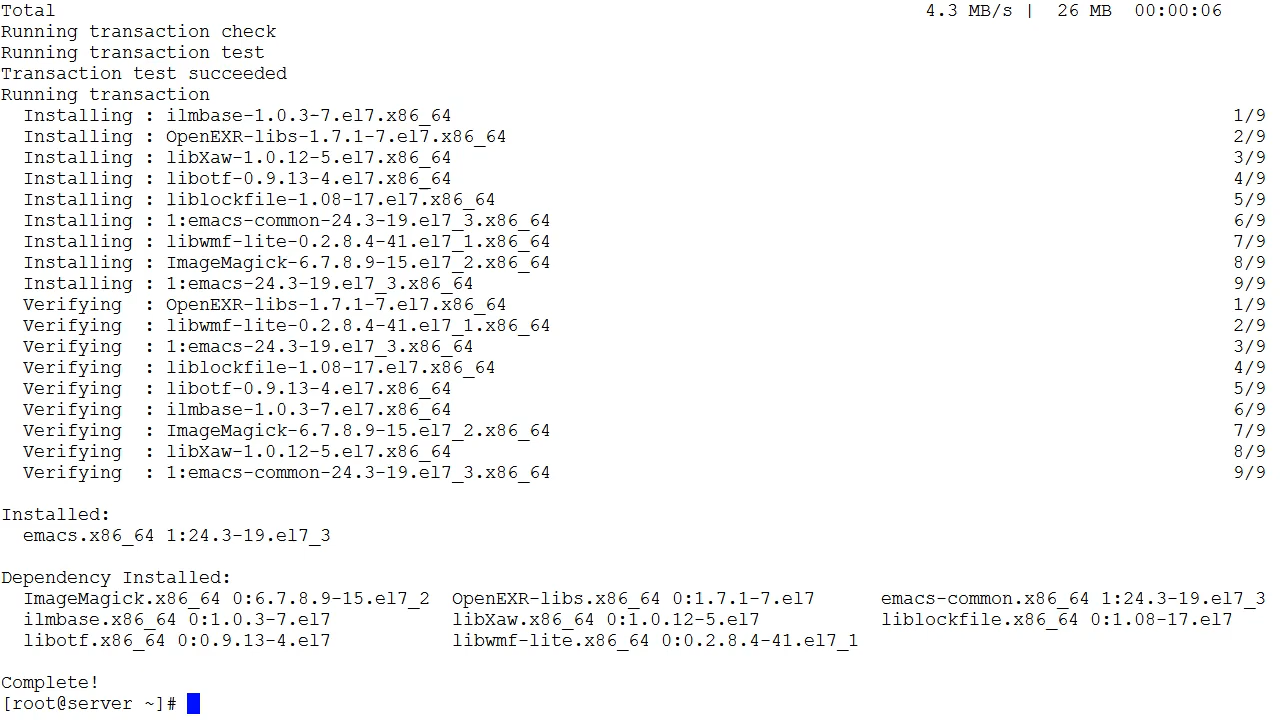 Total                                                                               4.3 MB/s |  26 MB  00:00:06
Running transaction check
Running transaction test
Transaction test succeeded
Running transaction
  Installing : ilmbase-1.0.3-7.el7.x86_64                                                                       1/9
  Installing : OpenEXR-libs-1.7.1-7.el7.x86_64                                                                  2/9
  Installing : libXaw-1.0.12-5.el7.x86_64                                                                       3/9
  Installing : libotf-0.9.13-4.el7.x86_64                                                                       4/9
  Installing : liblockfile-1.08-17.el7.x86_64                                                                   5/9
  Installing : 1:emacs-common-24.3-19.el7_3.x86_64                                                              6/9
  Installing : libwmf-lite-0.2.8.4-41.el7_1.x86_64                                                              7/9
  Installing : ImageMagick-6.7.8.9-15.el7_2.x86_64                                                              8/9
  Installing : 1:emacs-24.3-19.el7_3.x86_64                                                                     9/9
  Verifying  : OpenEXR-libs-1.7.1-7.el7.x86_64                                                                  1/9
  Verifying  : libwmf-lite-0.2.8.4-41.el7_1.x86_64                                                              2/9
  Verifying  : 1:emacs-24.3-19.el7_3.x86_64                                                                     3/9
  Verifying  : liblockfile-1.08-17.el7.x86_64                                                                   4/9
  Verifying  : libotf-0.9.13-4.el7.x86_64                                                                       5/9
  Verifying  : ilmbase-1.0.3-7.el7.x86_64                                                                       6/9
  Verifying  : ImageMagick-6.7.8.9-15.el7_2.x86_64                                                              7/9
  Verifying  : libXaw-1.0.12-5.el7.x86_64                                                                       8/9
  Verifying  : 1:emacs-common-24.3-19.el7_3.x86_64                                                              9/9

Installed:
  emacs.x86_64 1:24.3-19.el7_3

Dependency Installed:
  ImageMagick.x86_64 0:6.7.8.9-15.el7_2  OpenEXR-libs.x86_64 0:1.7.1-7.el7      emacs-common.x86_64 1:24.3-19.el7_3
  ilmbase.x86_64 0:1.0.3-7.el7           libXaw.x86_64 0:1.0.12-5.el7           liblockfile.x86_64 0:1.08-17.el7
  libotf.x86_64 0:0.9.13-4.el7           libwmf-lite.x86_64 0:0.2.8.4-41.el7_1

Complete!
[root@server ~]#